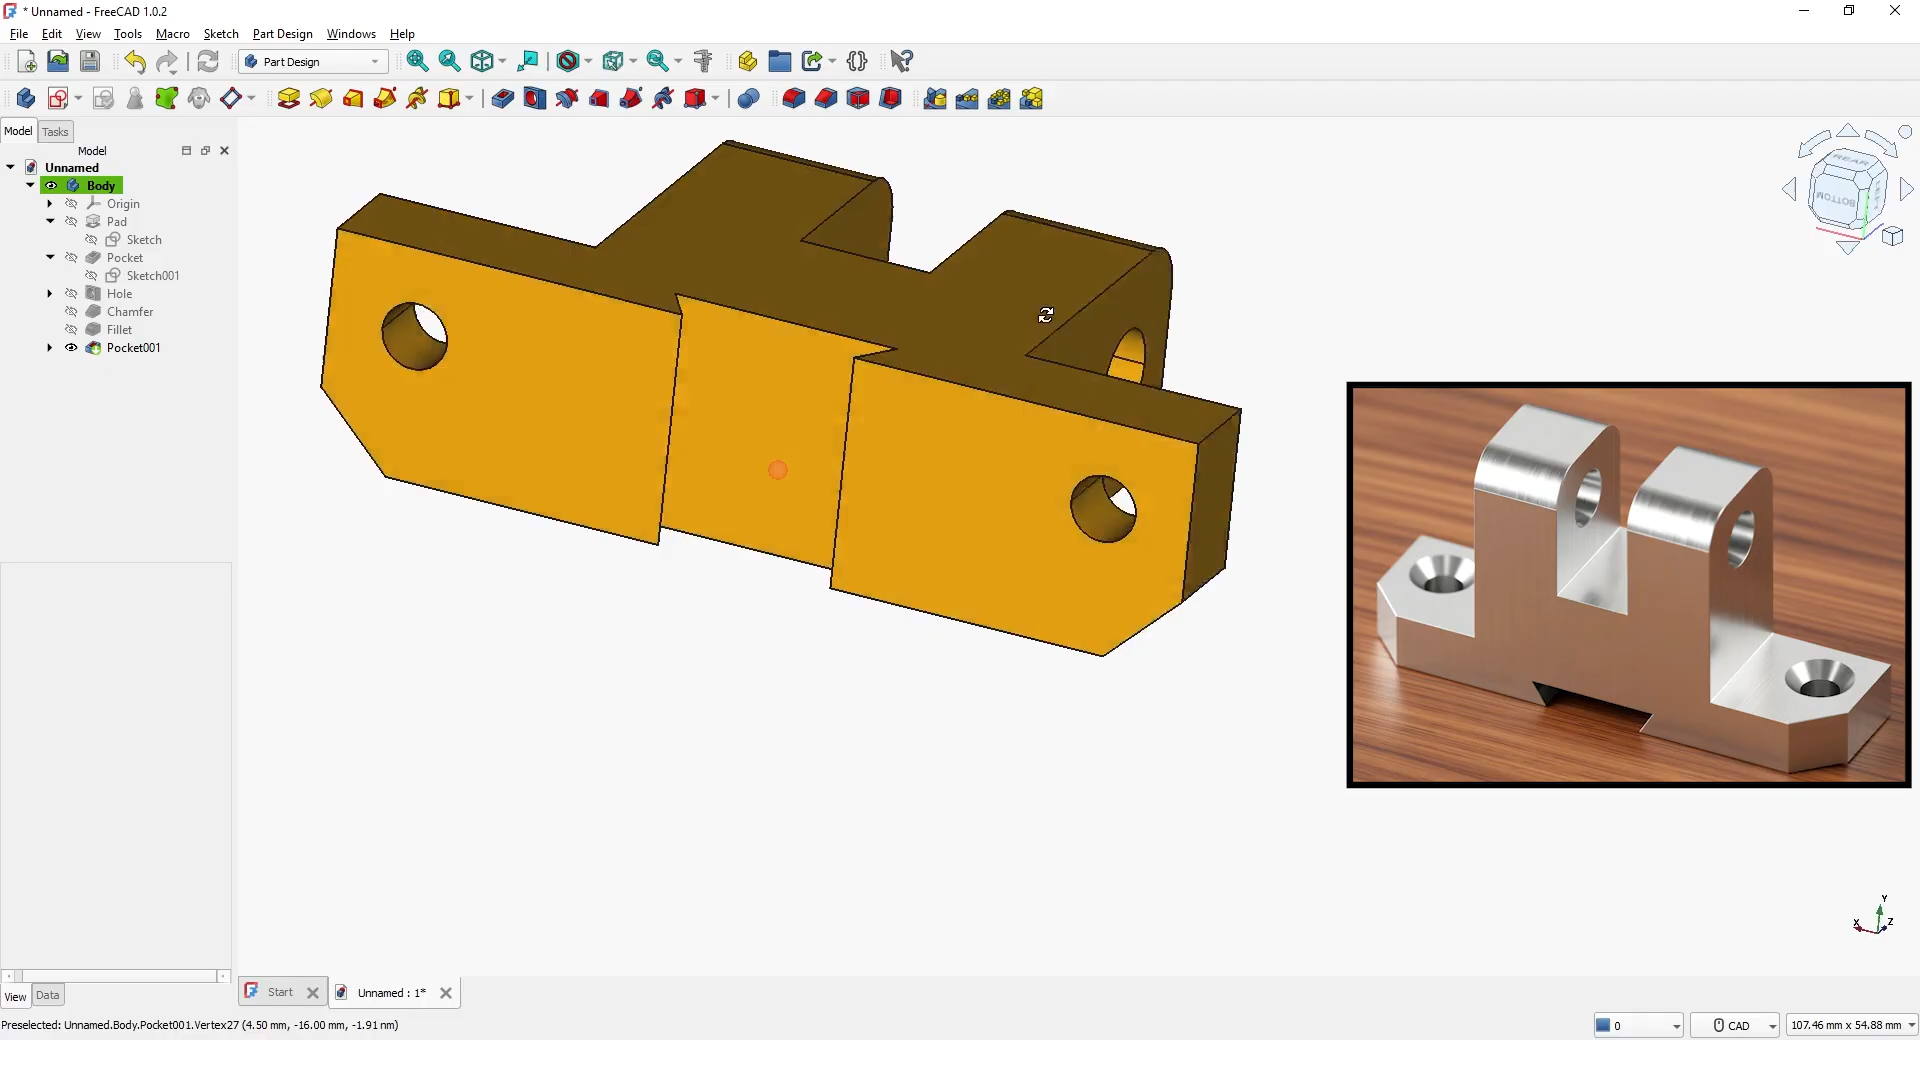 * Unnamed - FreeCAD 1.0.2
File Edit View Tools Macro Sketch Part Design Windows Help
Part Design
Model Tasks
Model
Unnamed
Body
Origin
Pad
Sketch
Pocket
Sketch001
Hole
Chamfer
Fillet
Pocket001
REAR
BOTTOM
Y
X
Z
View Data
Start
Unnamed : 1*
Preselected: Unnamed.Body.Pocket001.Vertex27 (4.50 mm, -16.00 mm, -1.91 nm)
0
CAD
107.46 mm x 54.88 mm